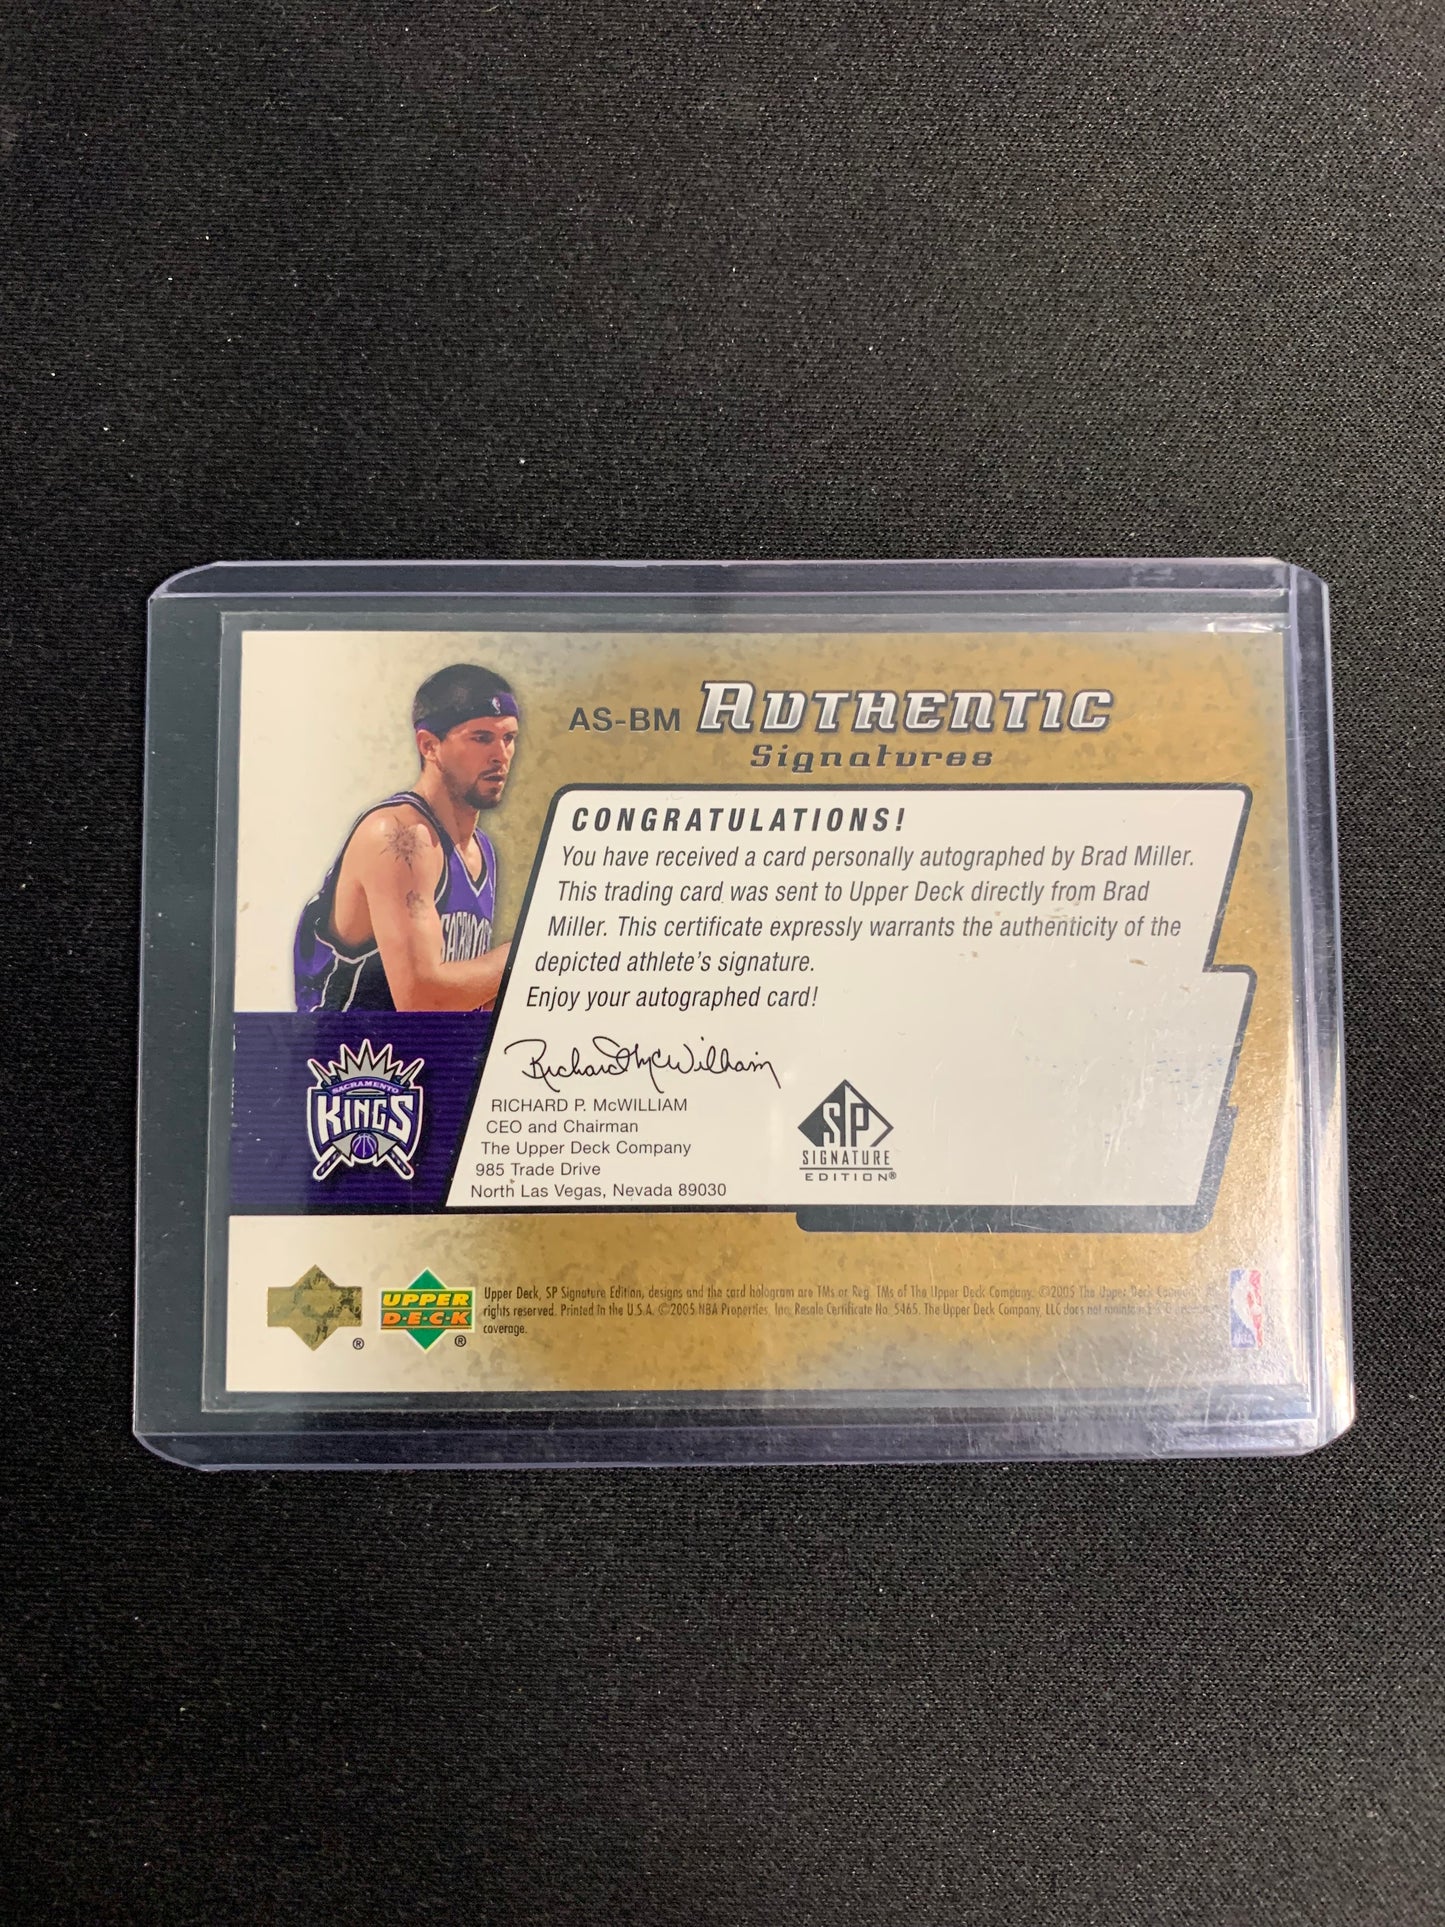 AS-BM AUTHENTIC
Signatures
CONGRATULATIONS!
You have received a card personally autographed by Brad Miller.
This trading card was sent to Upper Deck directly from Brad
Miller. This certificate expressly warrants the authenticity of the
depicted athlete's signature.
Enjoy your autographed card!
Richard P. McWilliam
RICHARD P. McWILLIAM
CEO and Chairman
The Upper Deck Company
985 Trade Drive
North Las Vegas, Nevada 89030
SP
SIGNATURE
EDITION®
SACRAMENTO
KINGS
UPPER
DECK
®
®
Upper Deck, SP Signature Edition, designs and the card hologram are TMs or Reg. TMs of The Upper Deck Company. ©2005 The Upper Deck Company.
rights reserved. Printed in the U.S.A. ©2005 NBA Properties, Inc. Resale Certificate No. 5465. The Upper Deck Company, LLC does not maintain
coverage.